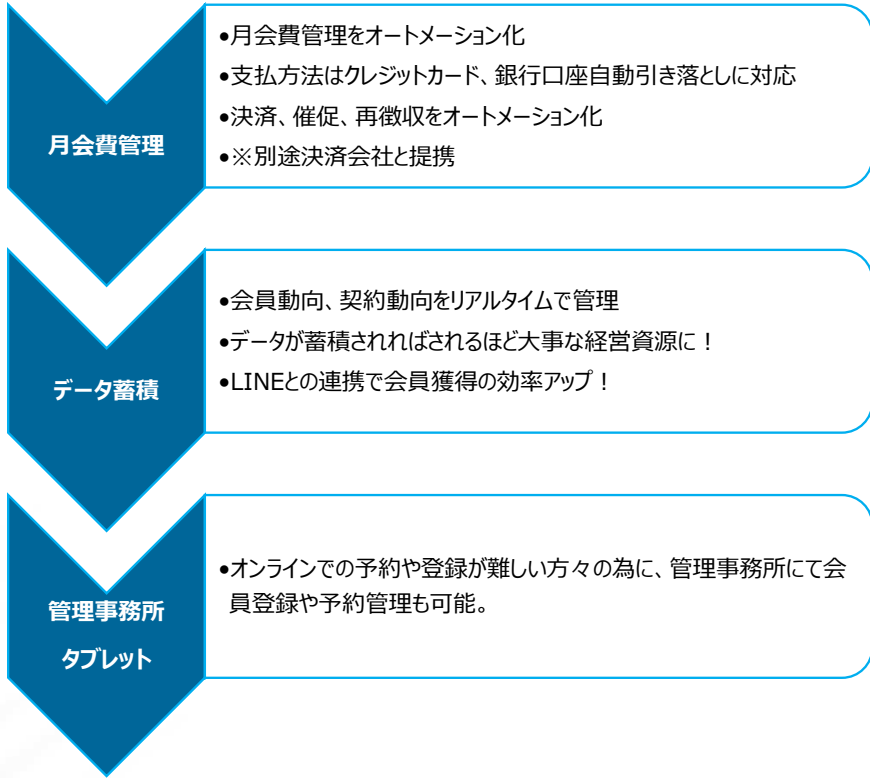 月会費管理
•月会費管理をオートメーション化
•支払方法はクレジットカード、銀行口座自動引き落としに対応
•決済、催促、再徴収をオートメーション化
•※別途決済会社と提携
データ蓄積
•会員動向、契約動向をリアルタイムで管理
•データが蓄積されればされるほど大事な経営資源に！
•LINEとの連携で会員獲得の効率アップ！
管理事務所
タブレット
•オンラインでの予約や登録が難しい方々の為に、管理事務所にて会
員登録や予約管理も可能。